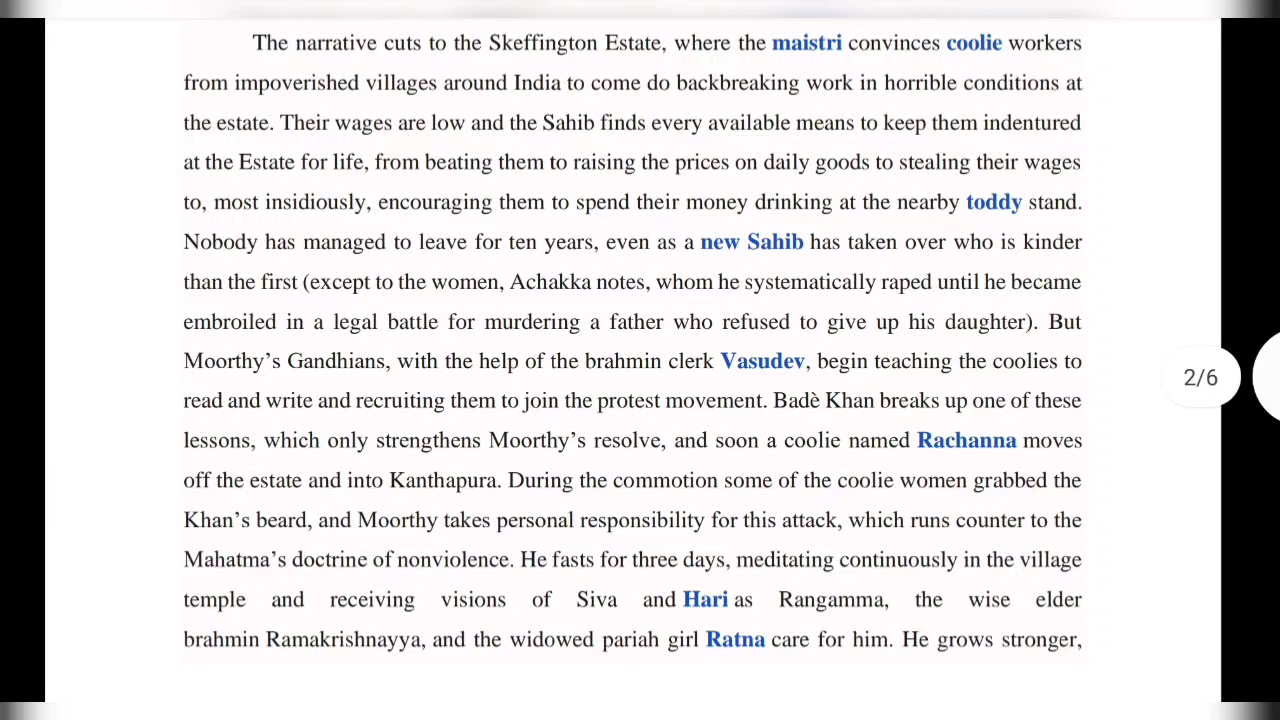 The narrative cuts to the Skeffington Estate, where the maistri convinces coolie workers
from impoverished villages around India to come do backbreaking work in horrible conditions at
the estate. Their wages are low and the Sahib finds every available means to keep them indentured
at the Estate for life, from beating them to raising the prices on daily goods to stealing their wages
to, most insidiously, encouraging them to spend their money drinking at the nearby toddy stand.
Nobody has managed to leave for ten years, even as a new Sahib has taken over who is kinder
than the first (except to the women, Achakka notes, whom he systematically raped until he became
embroiled in a legal battle for murdering a father who refused to give up his daughter). But
Moorthy’s Gandhians, with the help of the brahmin clerk Vasudev, begin teaching the coolies to
read and write and recruiting them to join the protest movement. Badè Khan breaks up one of these
lessons, which only strengthens Moorthy’s resolve, and soon a coolie named Rachanna moves
off the estate and into Kanthapura. During the commotion some of the coolie women grabbed the
Khan’s beard, and Moorthy takes personal responsibility for this attack, which runs counter to the
Mahatma’s doctrine of nonviolence. He fasts for three days, meditating continuously in the village
temple and receiving visions of Siva and Hari as Rangamma, the wise elder
brahmin Ramakrishnayya, and the widowed pariah girl Ratna care for him. He grows stronger,
2/6